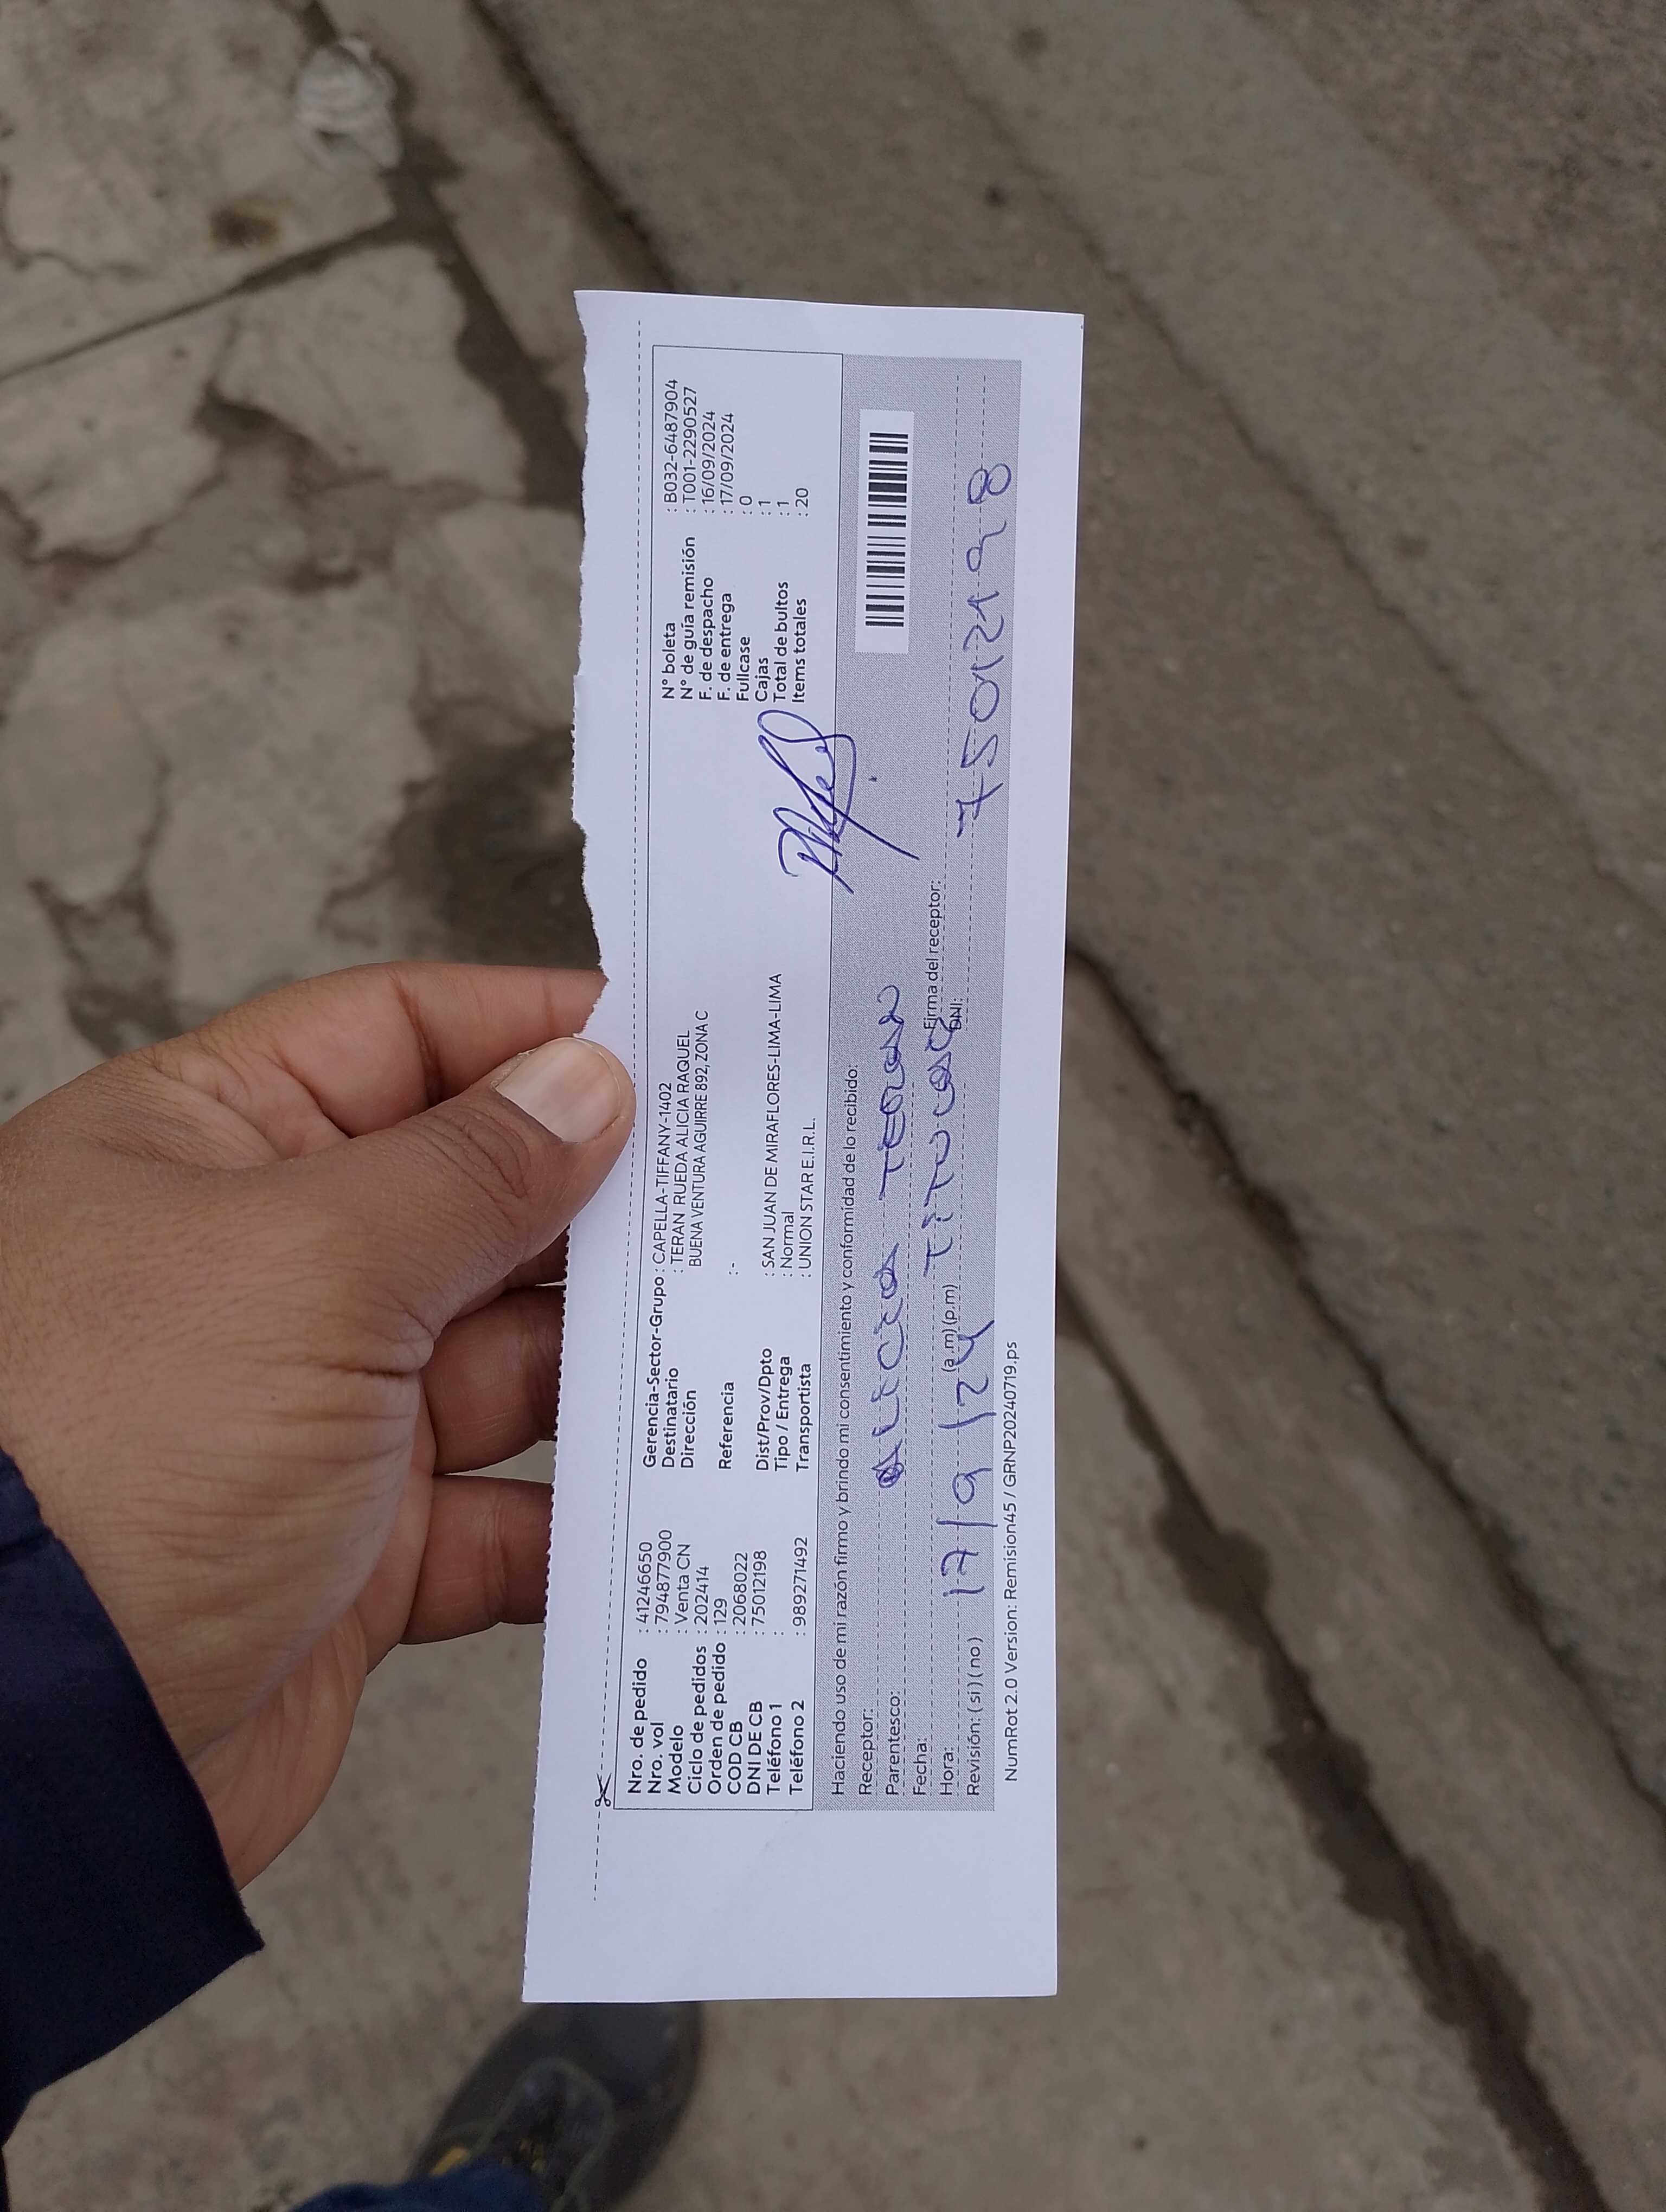 Nro. de pedido : 41246650
Nro. vol : 794877900
Modelo : Venta CN
Ciclo de pedidos : 202414
Orden de pedido : 129
COD CB : 2068022
DNI DE CB : 75012198
Teléfono 1 :
Teléfono 2 : 989271492
Gerencia-Sector-Grupo : CAPELLA-TIFFANY-1402
Destinatario : TERAN RUEDA ALICIA RAQUEL
Dirección BUENA VENTURA AGUIRRE 892, ZONA C
Referencia :-
Dist/Prov/Dpto : SAN JUAN DE MIRAFLORES-LIMA-LIMA
Tipo / Entrega : Normal
Transportista : UNION STAR E.I.R.L.
N° boleta : B032-6487904
N° de guía remisión : T001-2290527
F. de despacho : 16/09/2024
F. de entrega : 17/09/2024
Fullcase : 0
Cajas : 1
Total de bultos : 1
Items totales : 20
Haciendo uso de mi razón firmo y brindo mi consentimiento y conformidad de lo recibido:
Receptor: ALICIA TERAN
Parentesco:
Fecha: TITULAR Firma del receptor:
Hora: 17/9/24 (a.m) (p.m) DNI: 75012198
Revisión: ( si ) ( no )
NumRot 2.0 Version: Remision45 / GRNP20240719.ps